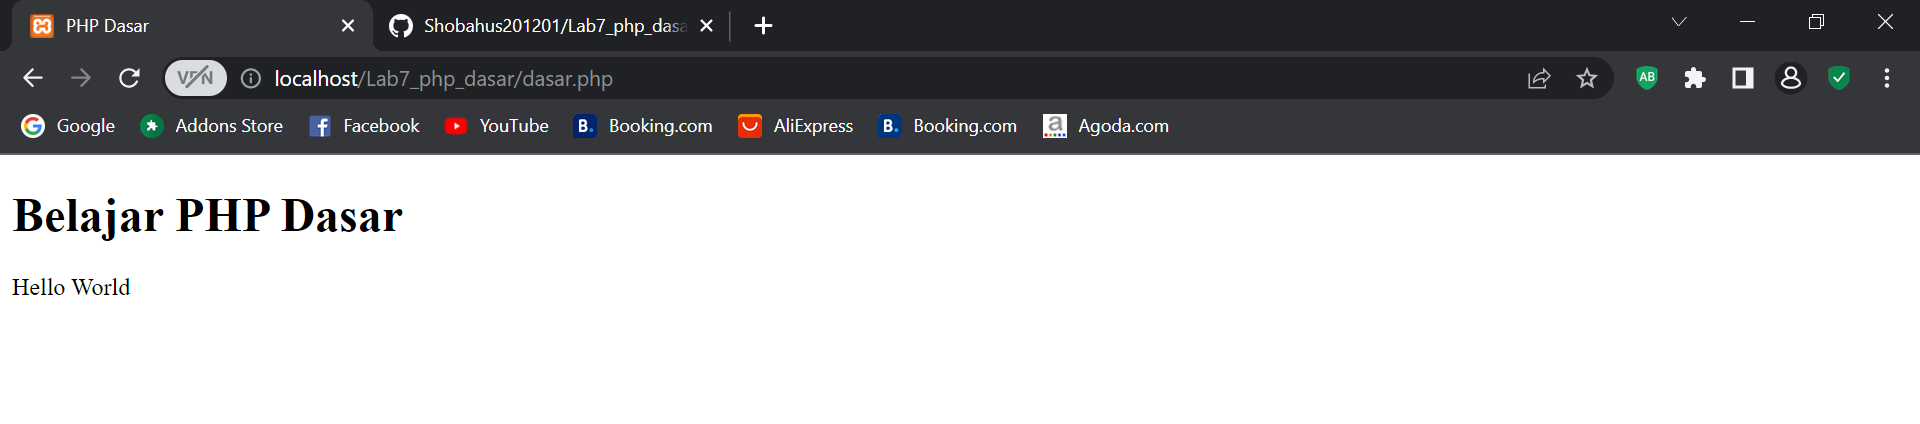 PHP Dasar
Shobahus201201/Lab7_php_dasa
VPN
localhost/Lab7_php_dasar/dasar.php
AB
Google
Addons Store
Facebook
YouTube
B. Booking.com
AliExpress
B. Booking.com
a Agoda.com
Belajar PHP Dasar
Hello World